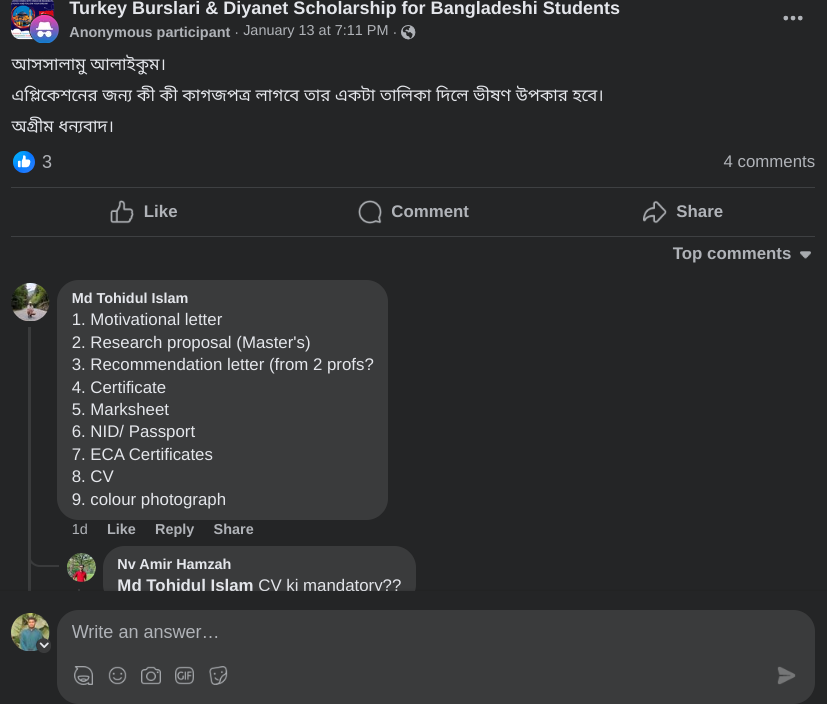 Turkey Burslari & Diyanet Scholarship for Bangladeshi Students
Anonymous participant · January 13 at 7:11 PM ·
আসসালামু আলাইকুম।
এপ্লিকেশনের জন্য কী কী কাগজপত্র লাগবে তার একটা তালিকা দিলে ভীষণ উপকার হবে।
অগ্রীম ধন্যবাদ।
3
4 comments
Like
Comment
Share
Top comments
Md Tohidul Islam
1. Motivational letter
2. Research proposal (Master's)
3. Recommendation letter (from 2 profs?
4. Certificate
5. Marksheet
6. NID/ Passport
7. ECA Certificates
8. CV
9. colour photograph
1d Like Reply Share
Nv Amir Hamzah
Md Tohidul Islam CV ki mandatory??
Write an answer…
GIF